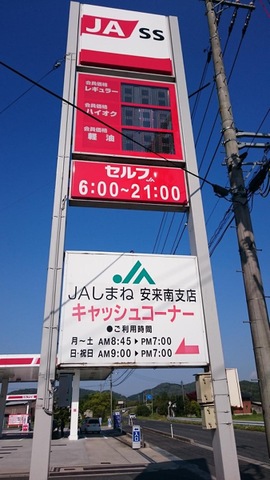 JA SS
会員価格
レギュラー
会員価格
ハイオク
会員価格
軽油
セルフ
6:00~21:00
JA
JAしまね 安来南支店
キャッシュコーナー
●ご利用時間
月~土 AM8:45▶PM7:00
日・祝日 AM9:00▶PM7:00